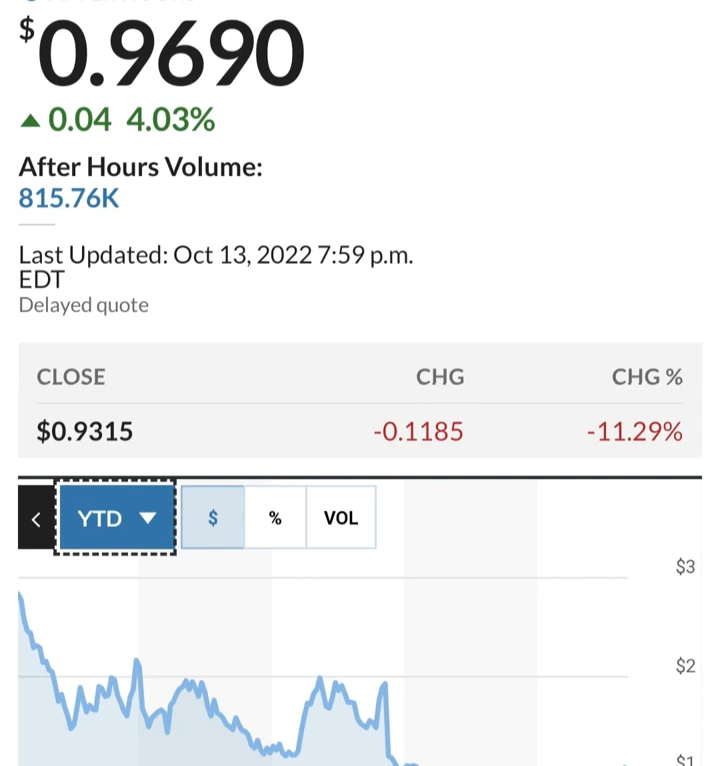 $0.9690
▲ 0.04 4.03%
After Hours Volume:
815.76K
Last Updated: Oct 13, 2022 7:59 p.m.
EDT
Delayed quote
CLOSE CHG CHG %
$0.9315 -0.1185 -11.29%
YTD $ % VOL
$3
$2
$1